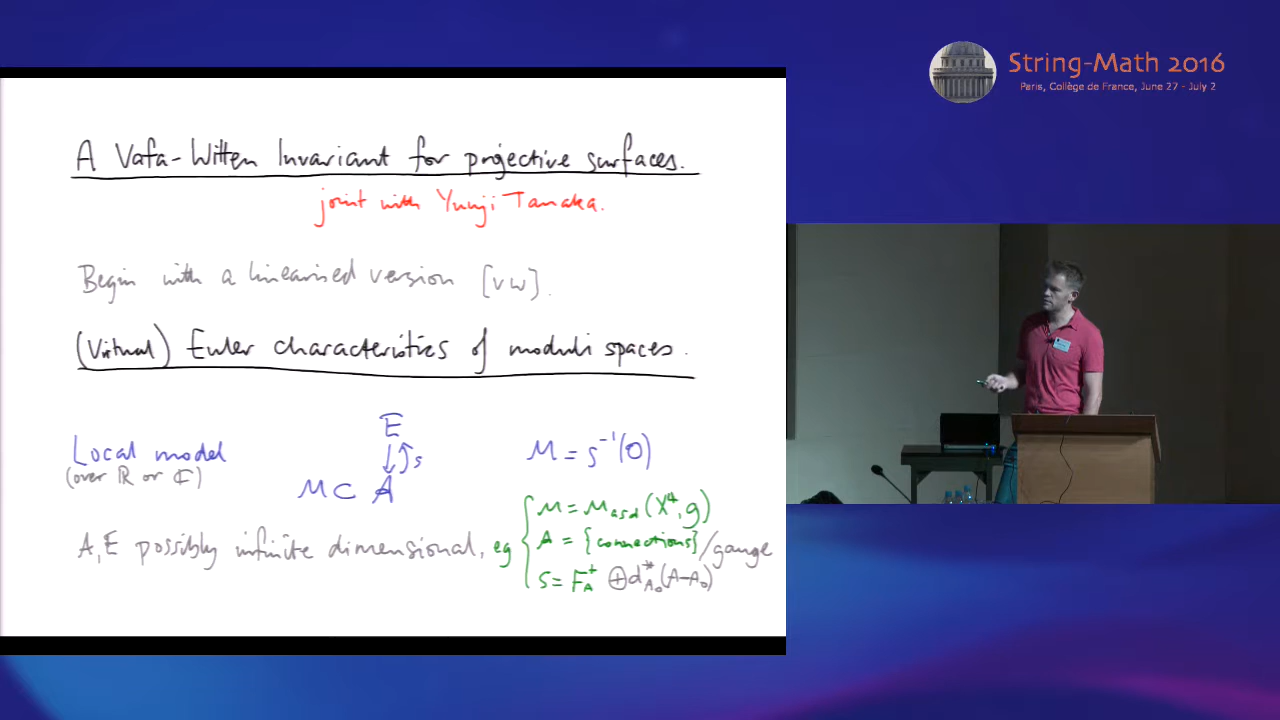 String-Math 2016
Paris, Collège de France, June 27 - July 2
A Vafa-Witten Invariant for projective surfaces.
joint with Yuuji Tanaka.
Begin with a linearised version [VW].
(Virtual) Euler characteristics of moduli spaces.
Local model
(over ℝ or ℂ)
E
↓↑s
M ⊂ A
M = s⁻¹(0)
A, E possibly infinite dimensional, eg
M = M_asd (X⁴, g)
A = {connections}/gauge
s = F_A^+ ⊕ d*_{A₀}(A-A₀)